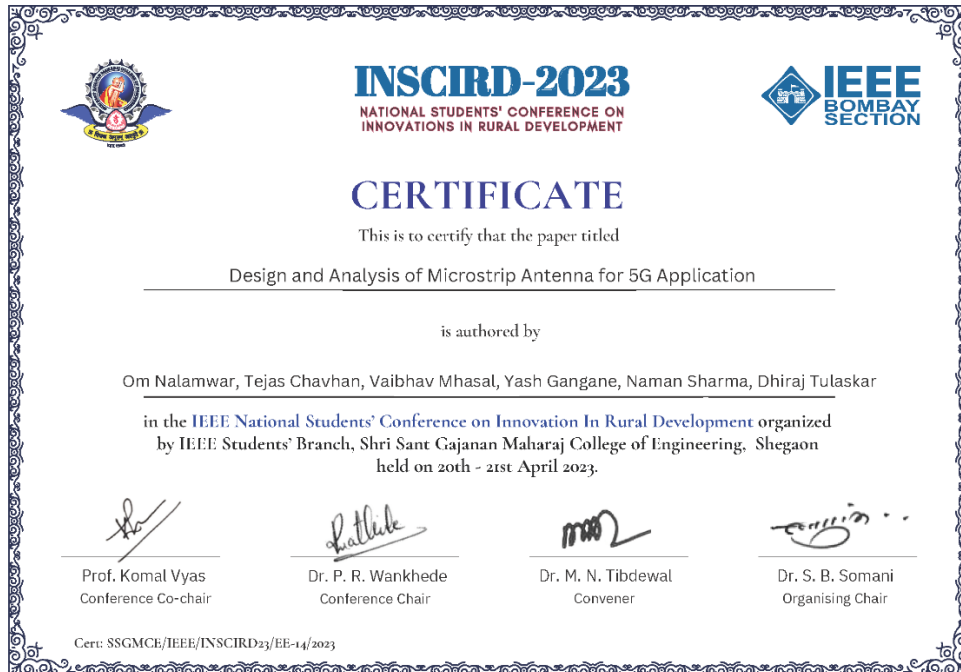 INSCIRD-2023
NATIONAL STUDENTS' CONFERENCE ON
INNOVATIONS IN RURAL DEVELOPMENT
IEEE
BOMBAY
SECTION
CERTIFICATE
This is to certify that the paper titled
Design and Analysis of Microstrip Antenna for 5G Application
is authored by
Om Nalamwar, Tejas Chavhan, Vaibhav Mhasal, Yash Gangane, Naman Sharma, Dhiraj Tulaskar
in the IEEE National Students' Conference on Innovation In Rural Development organized
by IEEE Students' Branch, Shri Sant Gajanan Maharaj College of Engineering, Shegaon
held on 20th - 21st April 2023.
Prof. Komal Vyas
Conference Co-chair
Dr. P. R. Wankhede
Conference Chair
Dr. M. N. Tibdewal
Convener
Dr. S. B. Somani
Organising Chair
Cert: SSGMCE/IEEE/INSCIRD23/EE-14/2023